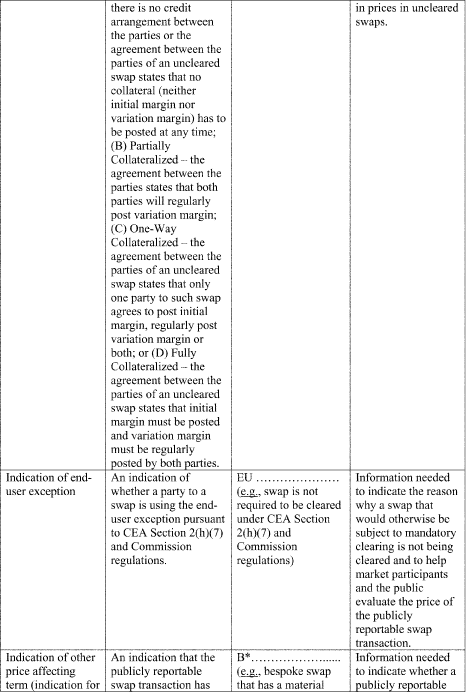 there is no credit
arrangement between
the parties or the
agreement between the
parties of an uncleared
swap states that no
collateral (neither
initial margin nor
variation margin) has to
be posted at any time;
(B) Partially
Collateralized – the
agreement between the
parties states that both
parties will regularly
post variation margin;
(C) One-Way
Collateralized – the
agreement between the
parties of an uncleared
swap states that only
one party to such swap
agrees to post initial
margin, regularly post
variation margin or
both; or (D) Fully
Collateralized – the
agreement between the
parties of an uncleared
swap states that initial
margin must be posted
and variation margin
must be regularly
posted by both parties.
in prices in uncleared
swaps.
Indication of end-
user exception
An indication of
whether a party to a
swap is using the end-
user exception pursuant
to CEA Section 2(h)(7)
and Commission
regulations.
EU …………………
(e.g., swap is not
required to be cleared
under CEA Section
2(h)(7) and
Commission
regulations)
Information needed
to indicate the reason
why a swap that
would otherwise be
subject to mandatory
clearing is not being
cleared and to help
market participants
and the public
evaluate the price of
the publicly
reportable swap
transaction.
Indication of other
price affecting
term (indication for
An indication that the
publicly reportable
swap transaction has
B*………………......
(e.g., bespoke swap
that has a material
Information needed
to indicate whether a
publicly reportable